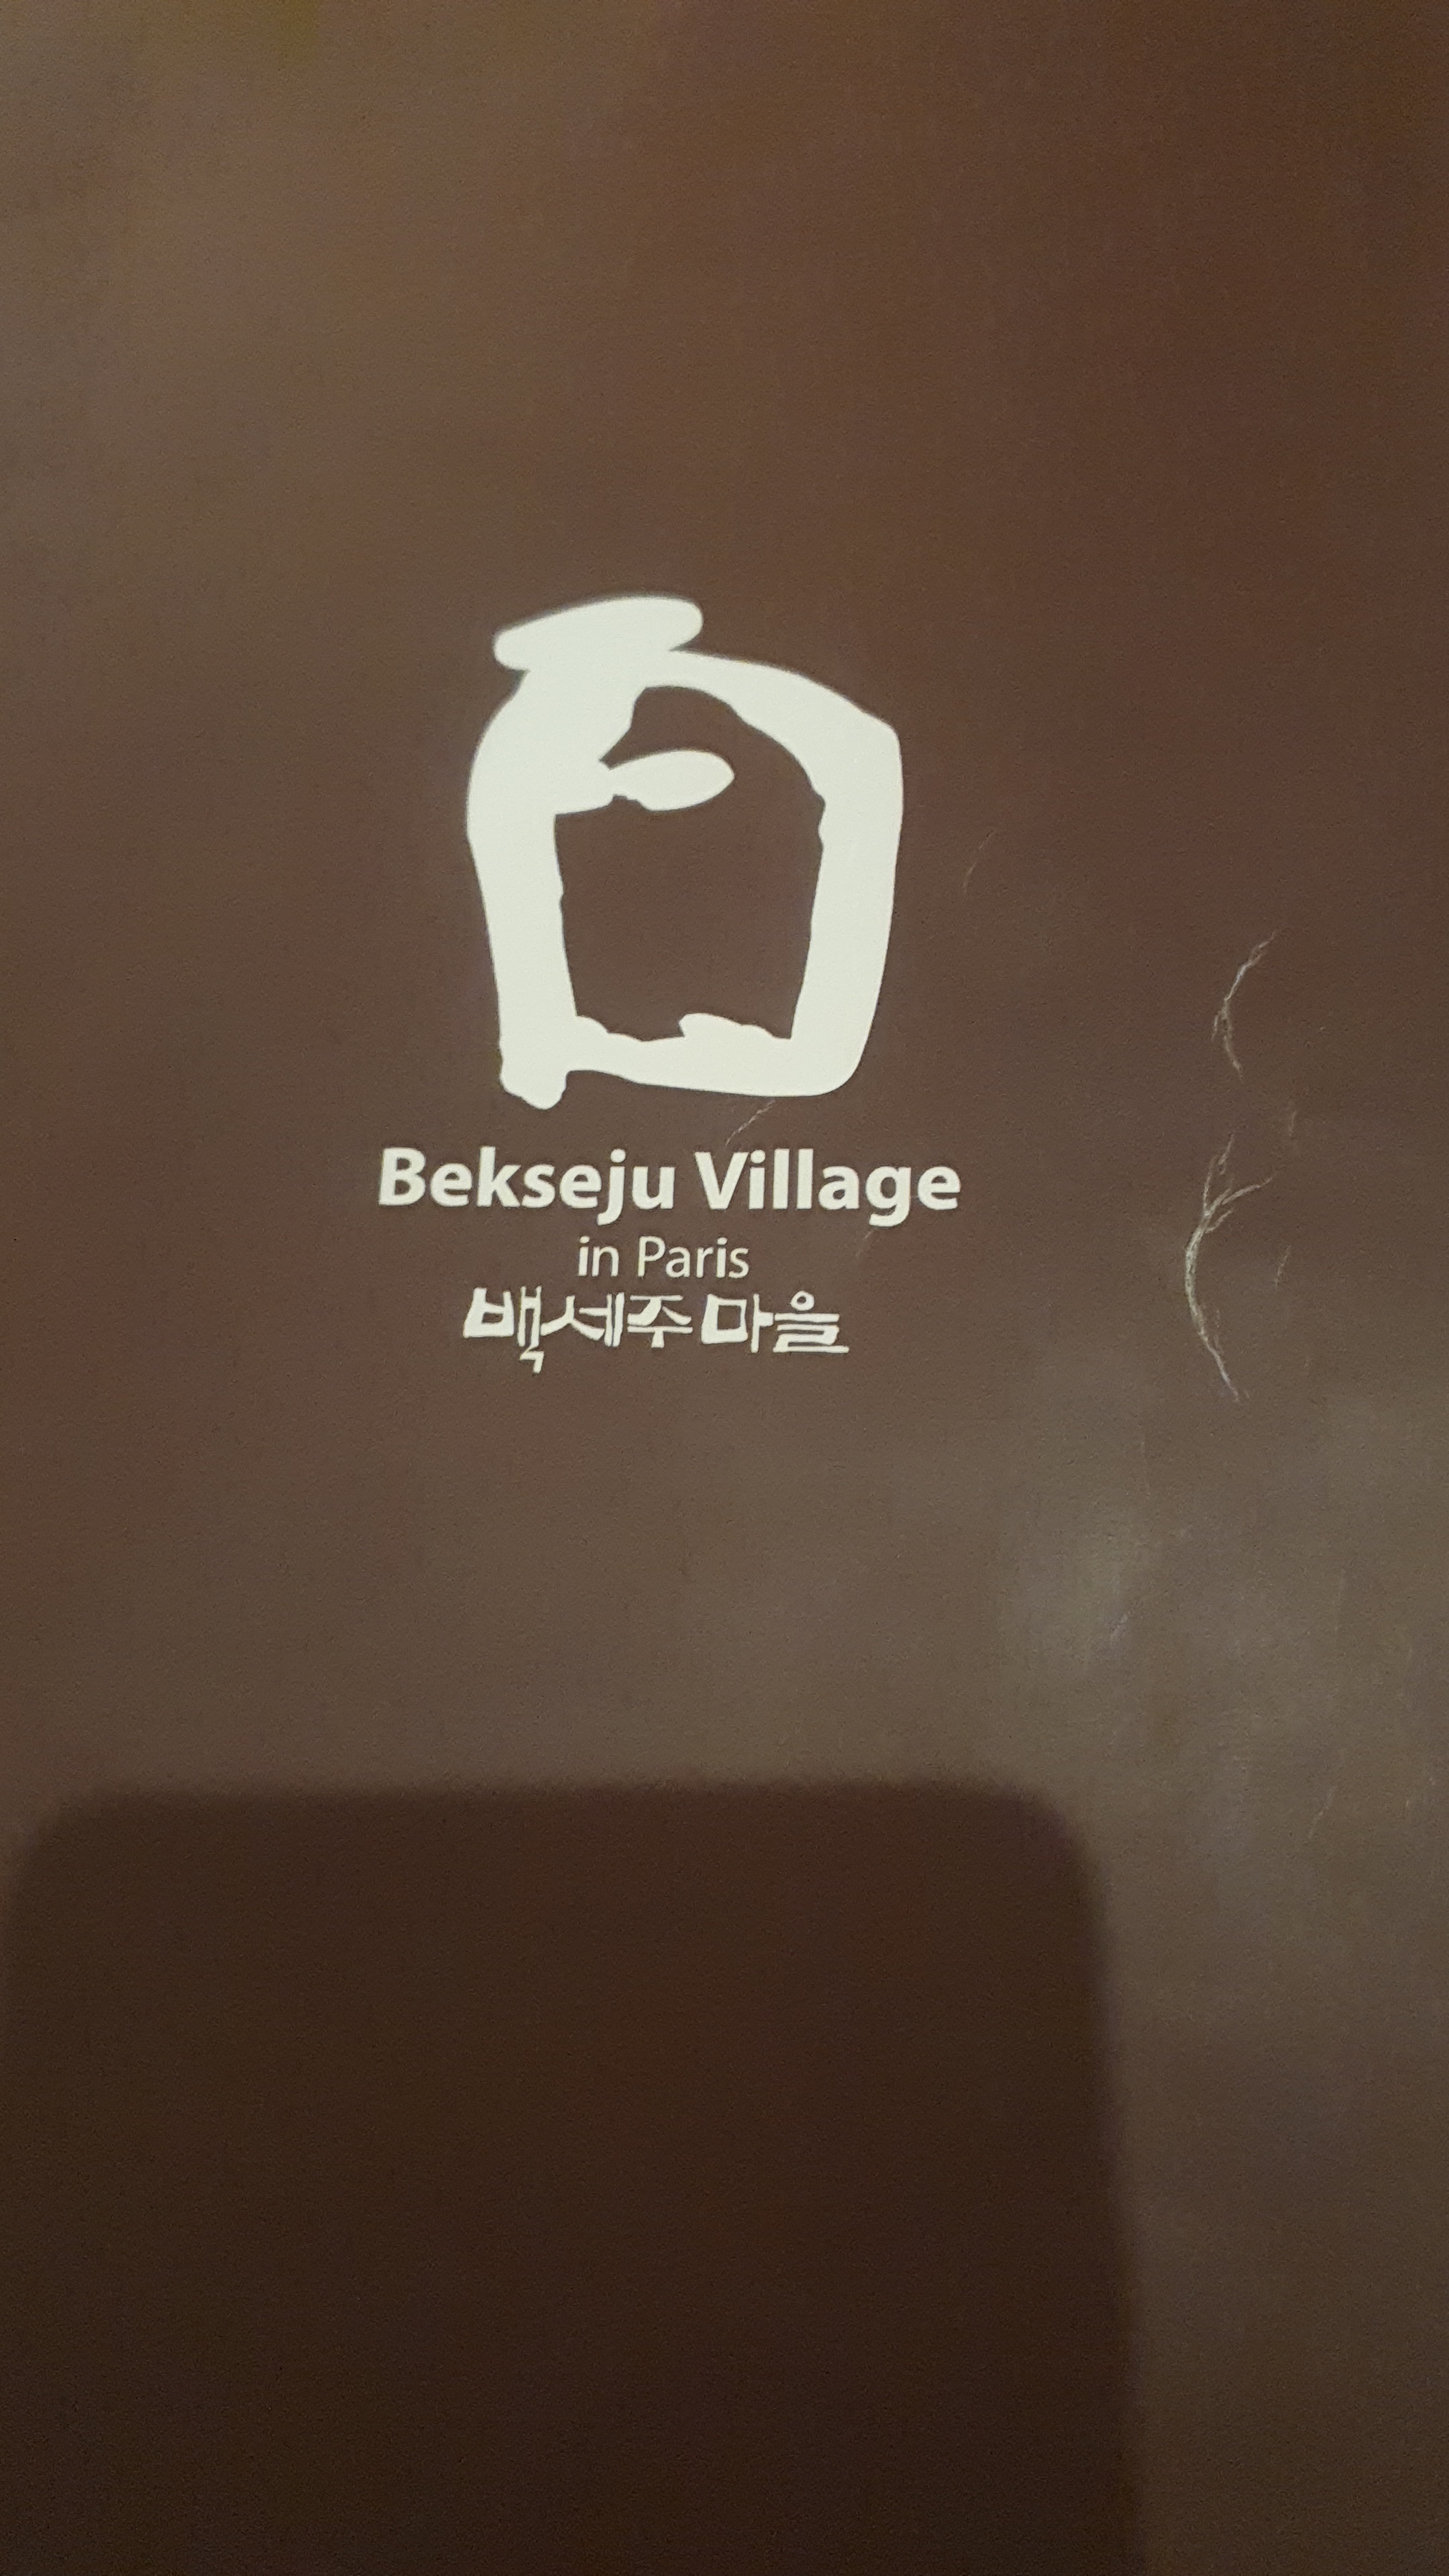 Bekseju Village
in Paris
백세주마을